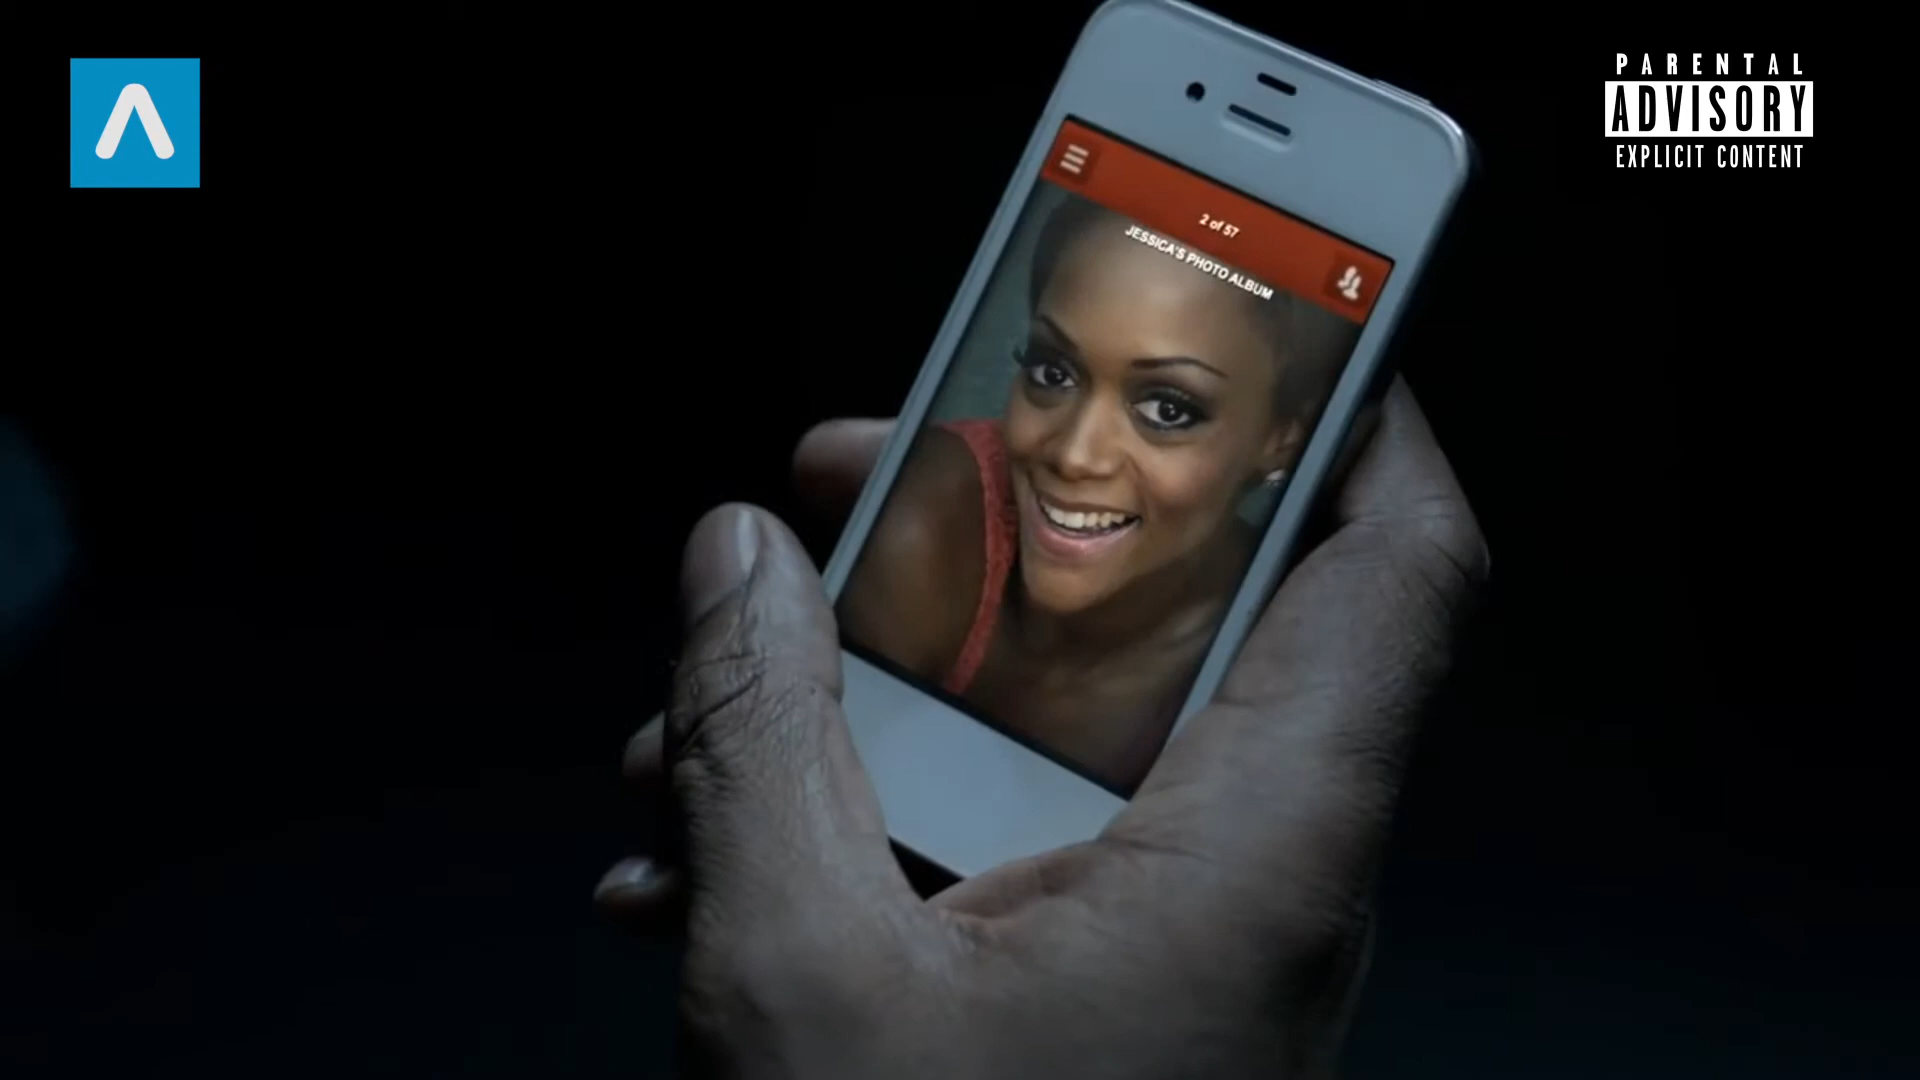 PARENTAL
ADVISORY
EXPLICIT CONTENT
2 of 57
JESSICA'S PHOTO ALBUM